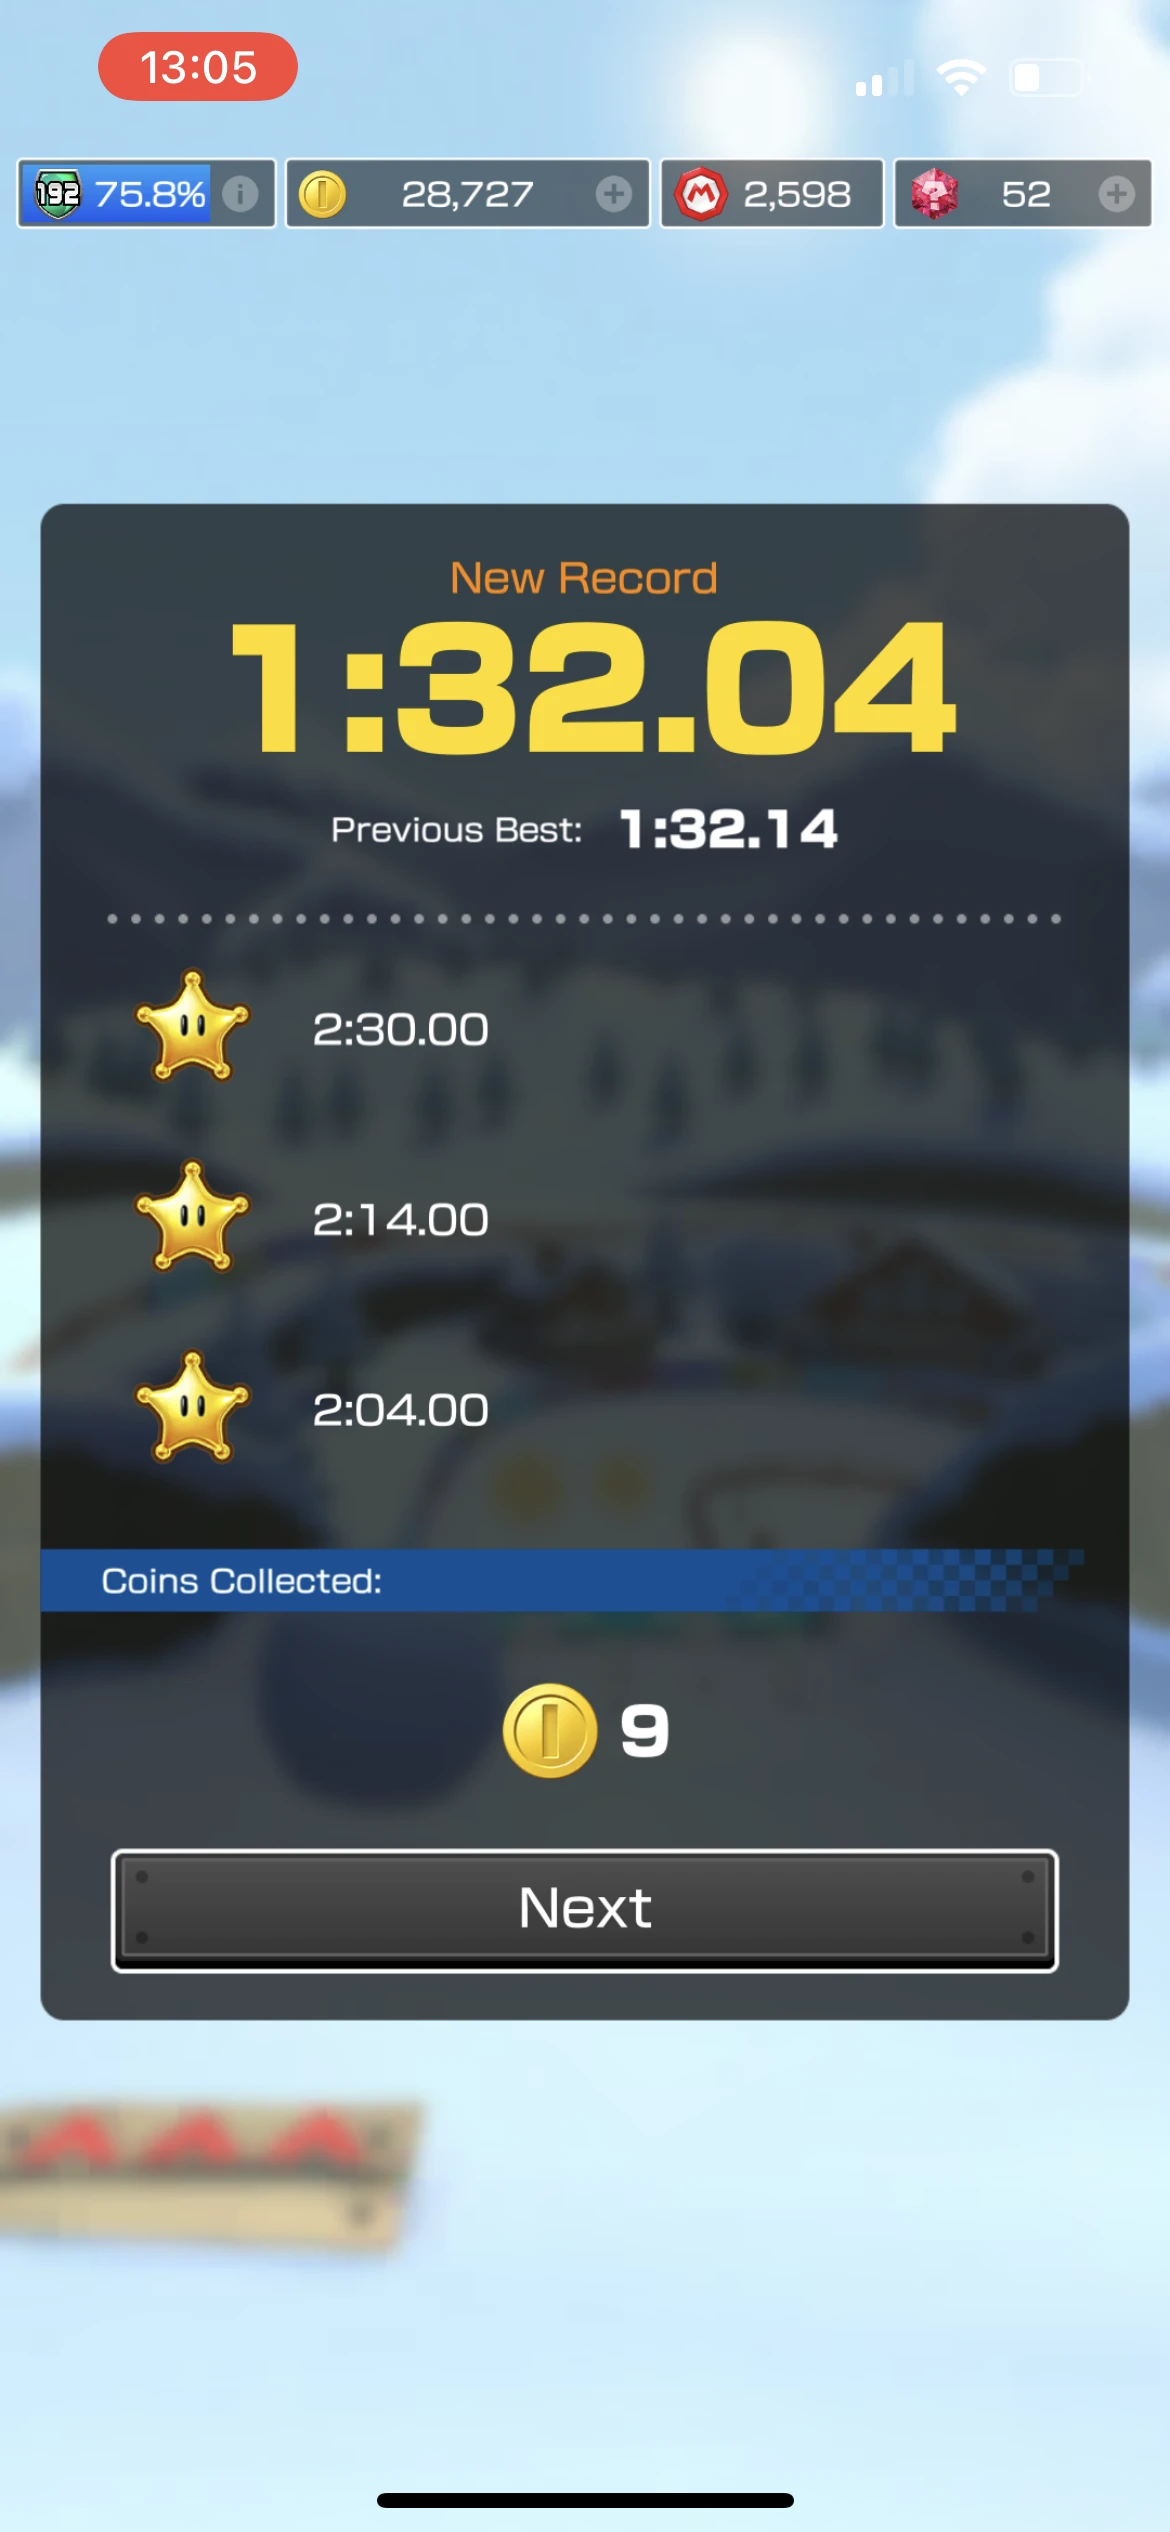 13:05
192 75.8% i 28,727 + M 2,598 ? 52 +
New Record
1:32.04
Previous Best: 1:32.14
2:30.00
2:14.00
2:04.00
Coins Collected:
9
Next